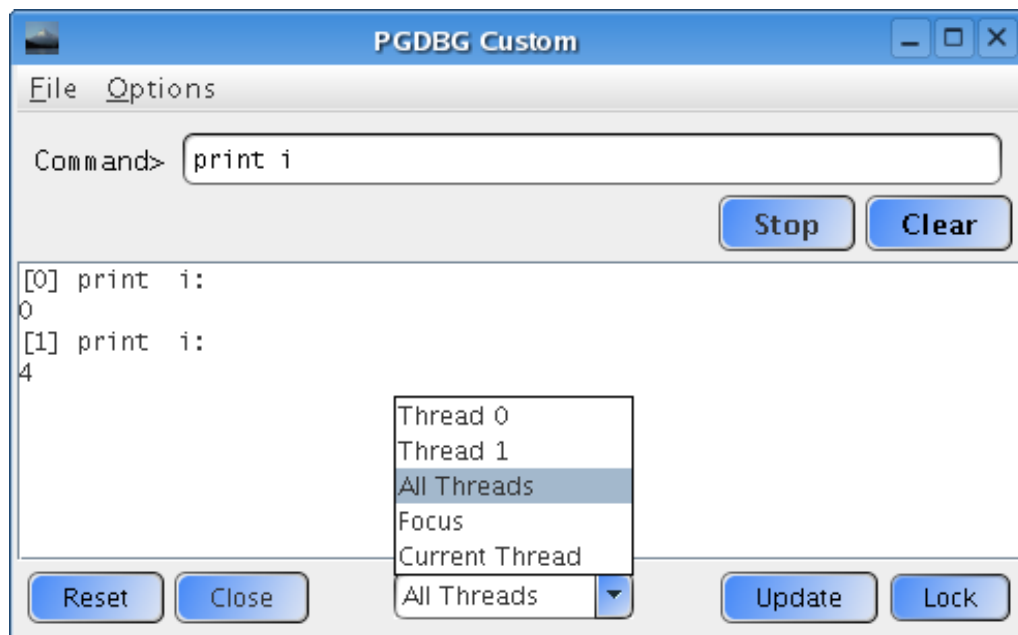 PGDBG Custom
File Options
Command> print i
Stop Clear
[0] print i:
0
[1] print i:
4
Thread 0
Thread 1
All Threads
Focus
Current Thread
Reset Close All Threads Update Lock